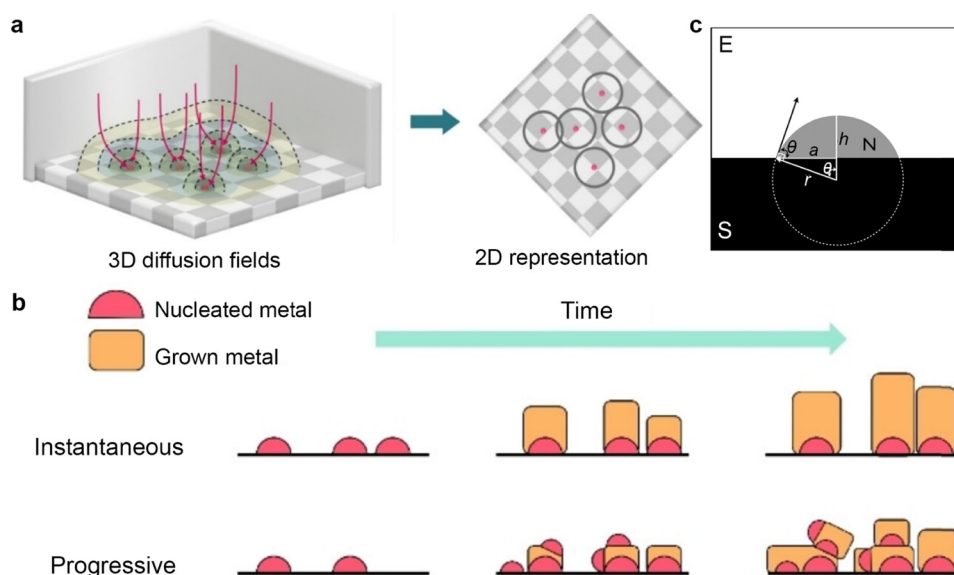 a
3D diffusion fields
2D representation
c
E
θ
a
h
N
θ
r
S
b
Nucleated metal
Grown metal
Time
Instantaneous
Progressive